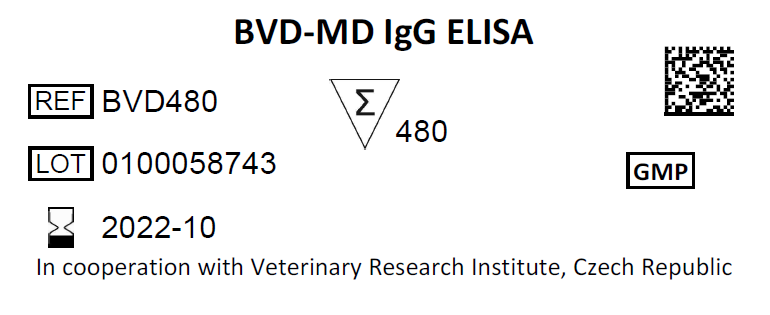 BVD-MD IgG ELISA
REF BVD480
Σ 480
LOT 0100058743
GMP
2022-10
In cooperation with Veterinary Research Institute, Czech Republic